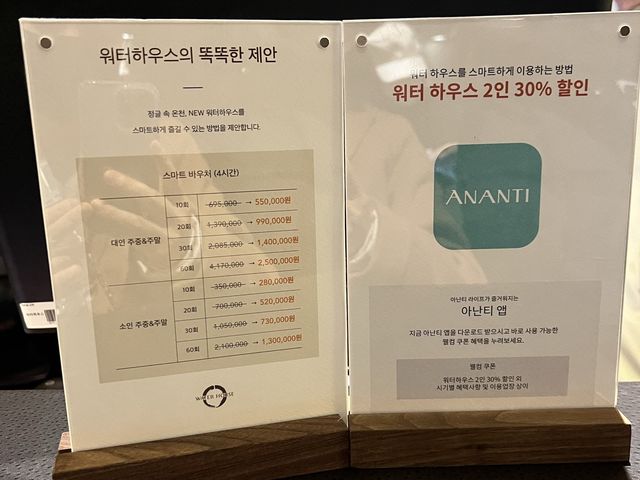 워터하우스의 똑똑한 제안
정글 속 온천, NEW 워터하우스를
스마트하게 즐길 수 있는 방법을 제안합니다.
스마트 바우처 (4시간)
대인 주중&주말
10회 695,000 → 550,000원
20회 1,390,000 → 990,000원
30회 2,085,000 → 1,400,000원
60회 4,170,000 → 2,500,000원
소인 주중&주말
10회 350,000 → 280,000원
20회 700,000 → 520,000원
30회 1,050,000 → 730,000원
60회 2,100,000 → 1,300,000원
WATER HOUSE
워터 하우스를 스마트하게 이용하는 방법
워터 하우스 2인 30% 할인
ANANTI
아난티 라이프가 즐거워지는
아난티 앱
지금 아난티 앱을 다운로드 받으시고 바로 사용 가능한
웰컴 쿠폰 혜택을 누려보세요.
웰컴 쿠폰
워터하우스 2인 30% 할인 외
시기별 혜택사항 및 이용업장 상이